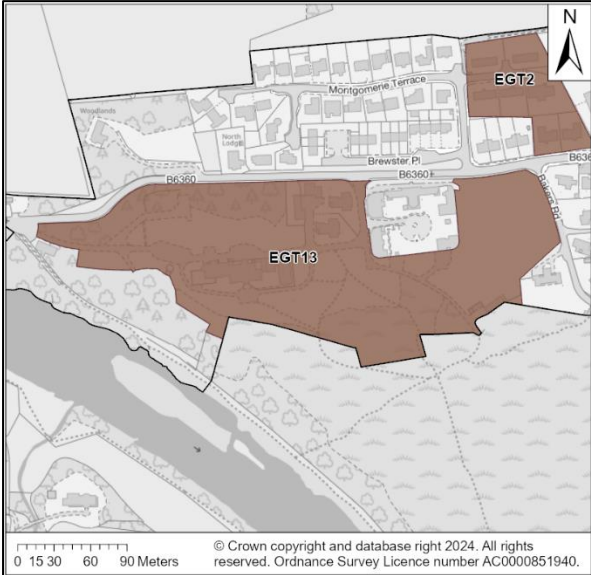 N
EGT2
Montgomerie Terrace
Woodlands
North
Lodge
Brewster Pl
B6360
B6360
B636
EGT13
0 15 30 60 90 Meters
© Crown copyright and database right 2024. All rights
reserved. Ordnance Survey Licence number AC0000851940.